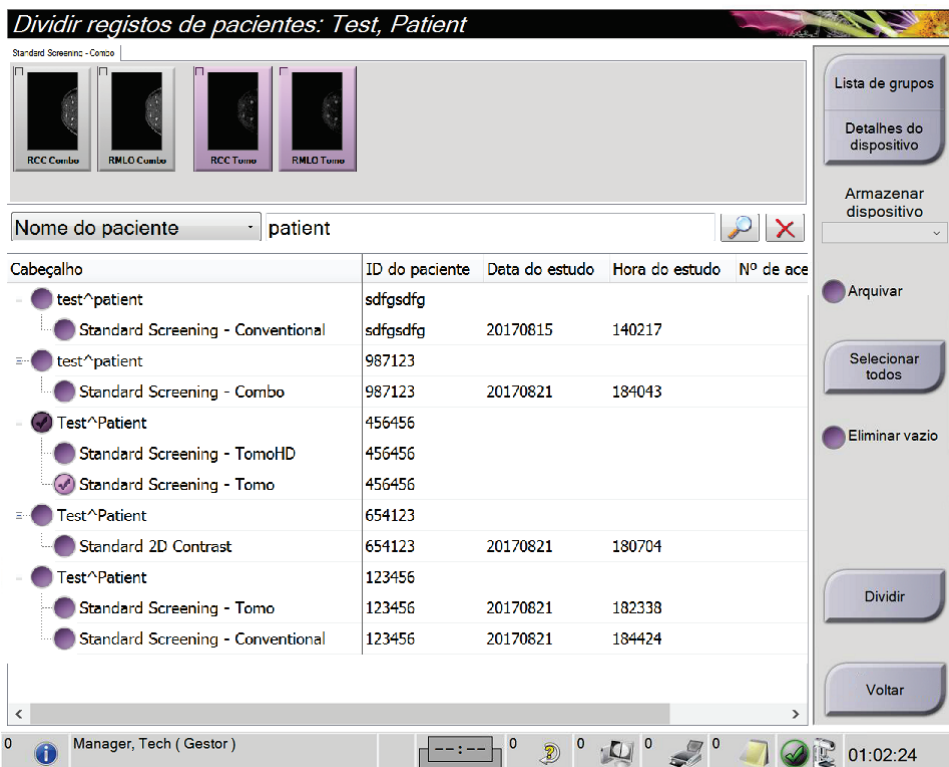 Dividir registos de pacientes: Test, Patient
Standard Screening - Combo
RCC Combo
RMLO Combo
RCC Tomo
RMLO Tomo
Lista de grupos
Detalhes do
dispositivo
Armazenar
dispositivo
Nome do paciente
patient
Cabeçalho ID do paciente Data do estudo Hora do estudo Nº de ace
test^patient sdfgsdfg
Standard Screening - Conventional sdfgsdfg 20170815 140217
test^patient 987123
Standard Screening - Combo 987123 20170821 184043
Test^Patient 456456
Standard Screening - TomoHD 456456
Standard Screening - Tomo 456456
Test^Patient 654123
Standard 2D Contrast 654123 20170821 180704
Test^Patient 123456
Standard Screening - Tomo 123456 20170821 182338
Standard Screening - Conventional 123456 20170821 184424
Arquivar
Selecionar
todos
Eliminar vazio
Dividir
Voltar
0 Manager, Tech ( Gestor ) --:-- 0 0 0 0 01:02:24